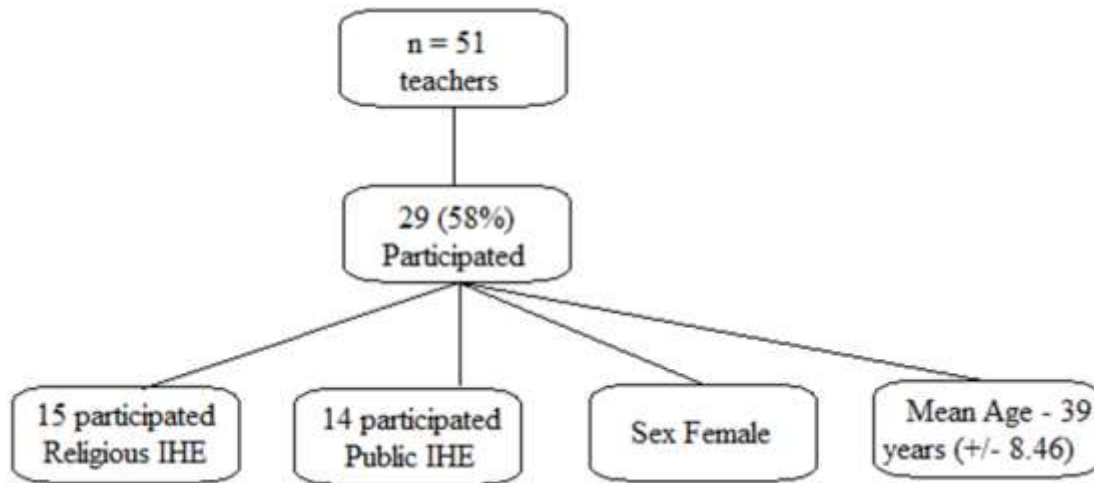 n = 51
teachers
29 (58%)
Participated
15 participated
Religious IHE
14 participated
Public IHE
Sex Female
Mean Age - 39
years (+/- 8.46)